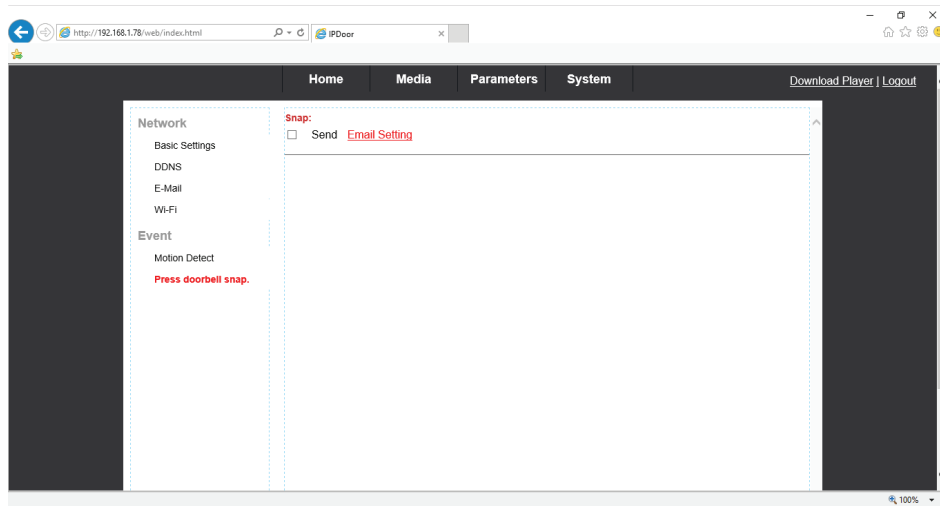 http://192.168.1.78/web/index.html
IPDoor
Home Media Parameters System
Download Player | Logout
Network
Basic Settings
DDNS
E-Mail
Wi-Fi
Event
Motion Detect
Press doorbell snap.
Snap:
Send Email Setting
100%